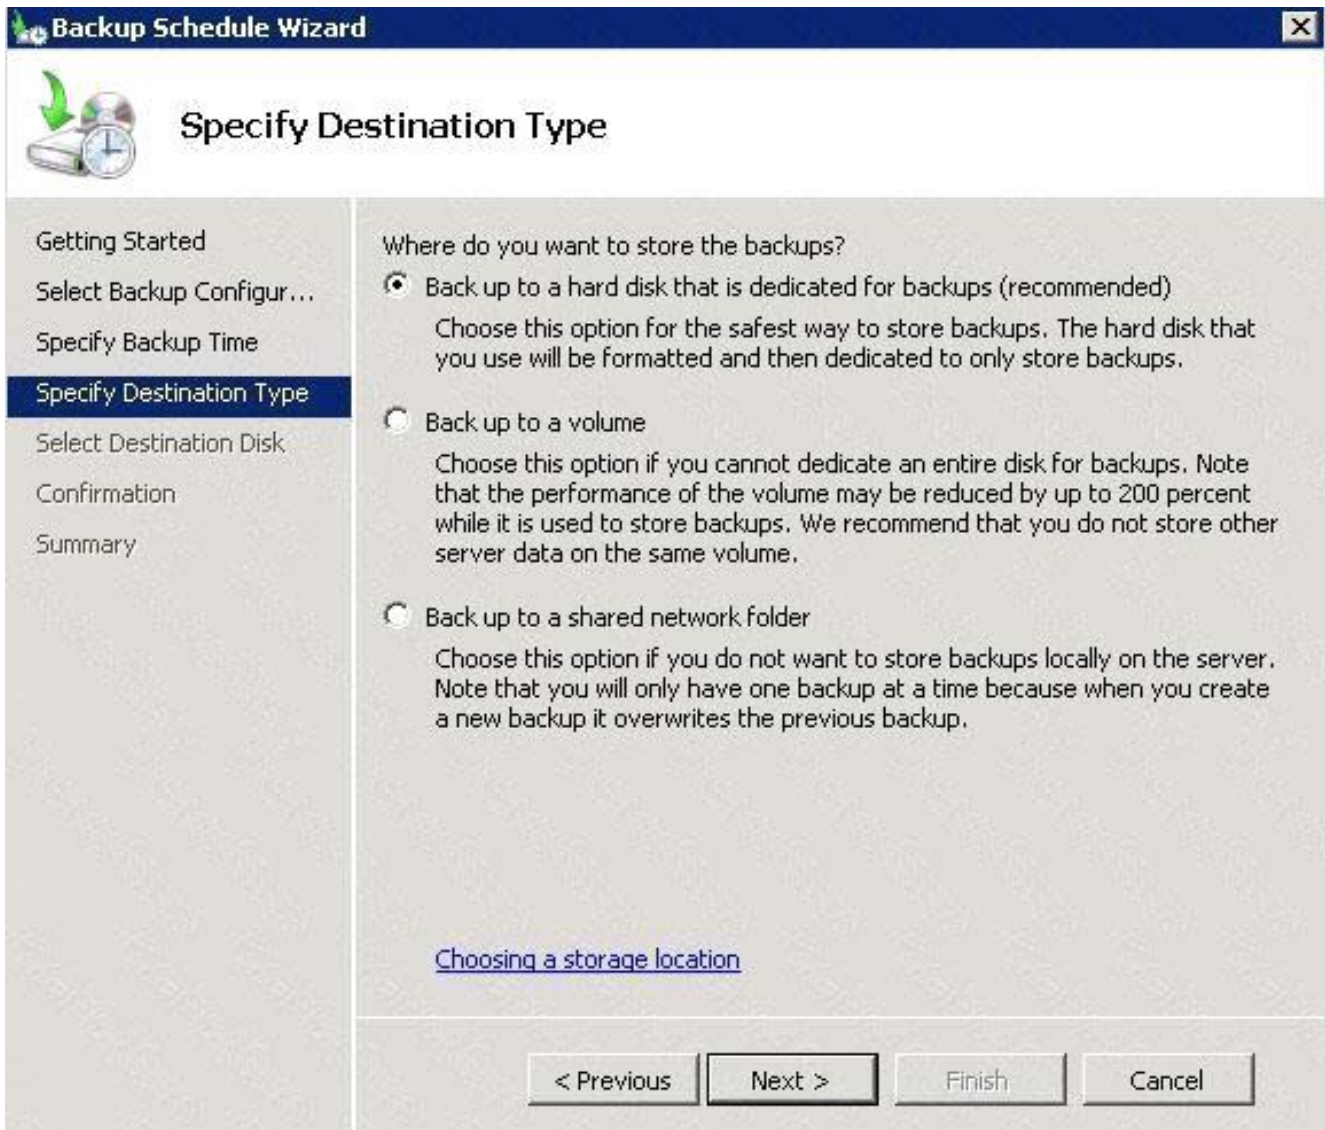 Backup Schedule Wizard
Specify Destination Type
Getting Started
Select Backup Configur...
Specify Backup Time
Specify Destination Type
Select Destination Disk
Confirmation
Summary
Where do you want to store the backups?
Back up to a hard disk that is dedicated for backups (recommended)
Choose this option for the safest way to store backups. The hard disk that
you use will be formatted and then dedicated to only store backups.
Back up to a volume
Choose this option if you cannot dedicate an entire disk for backups. Note
that the performance of the volume may be reduced by up to 200 percent
while it is used to store backups. We recommend that you do not store other
server data on the same volume.
Back up to a shared network folder
Choose this option if you do not want to store backups locally on the server.
Note that you will only have one backup at a time because when you create
a new backup it overwrites the previous backup.
Choosing a storage location
< Previous
Next >
Finish
Cancel